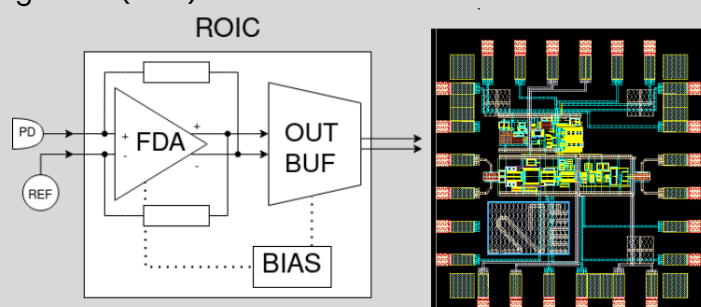 ROIC
PD
REF
+
-
FDA
+
-
OUT
BUF
BIAS